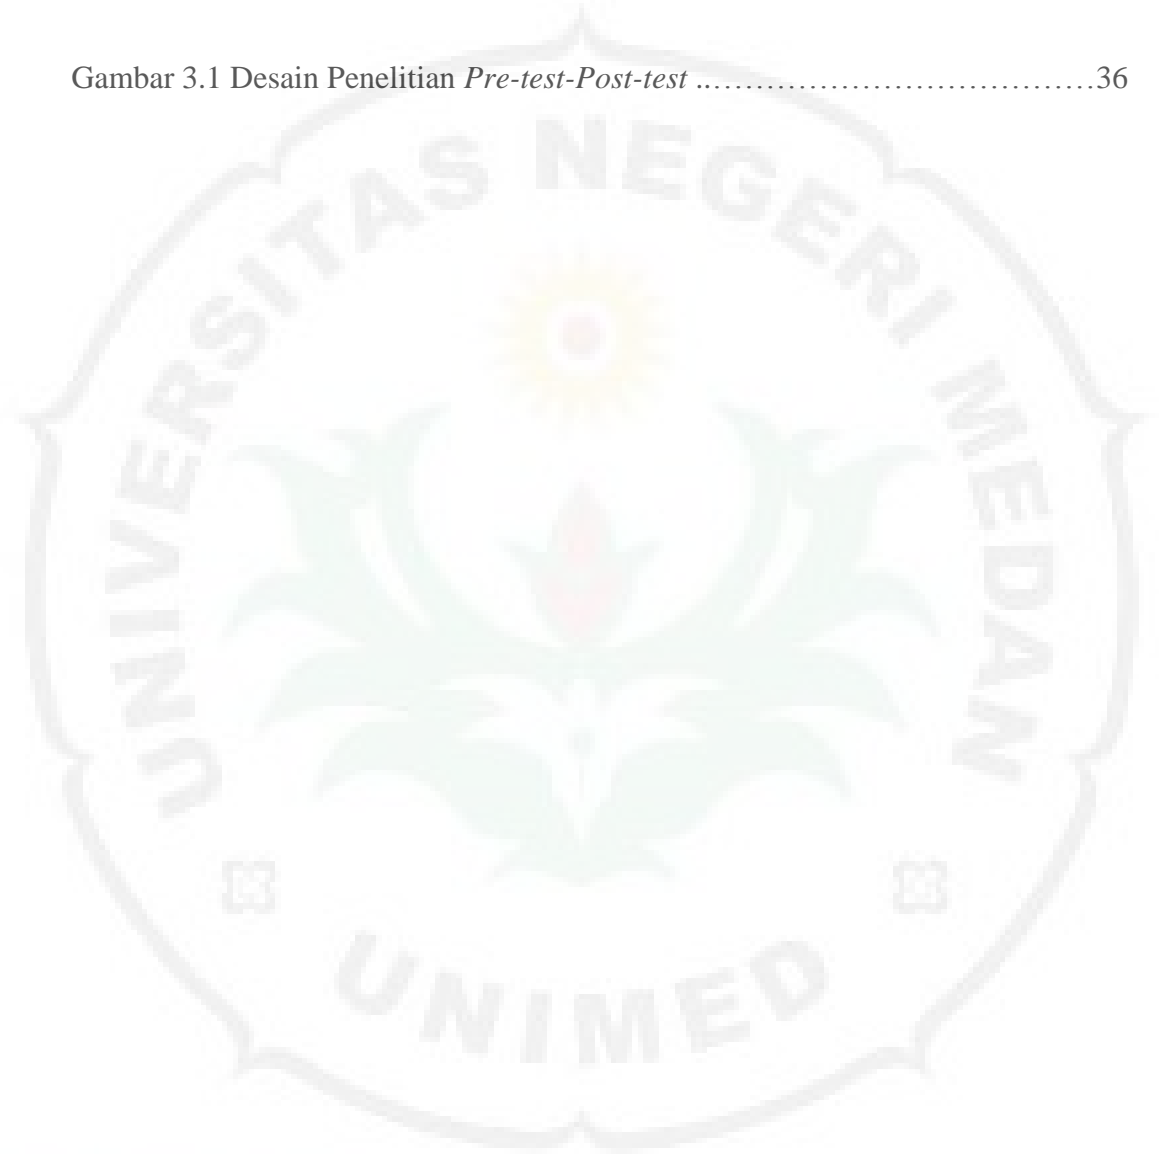 Gambar 3.1 Desain Penelitian Pre-test-Post-test ..……………………………….36
UNIVERSITAS NEGERI MEDAN
UNIMED